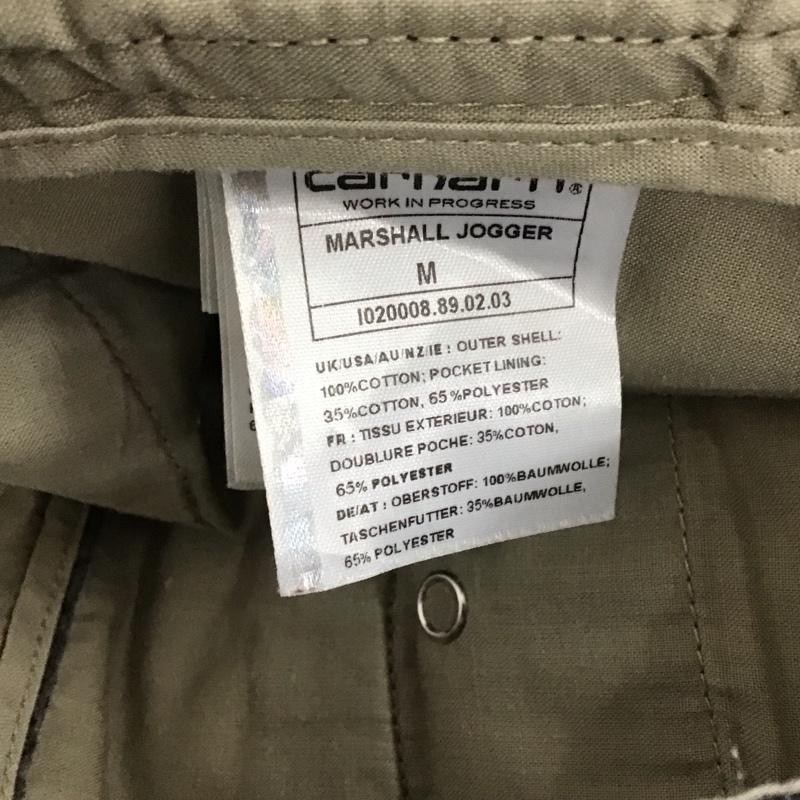 carhartt®
WORK IN PROGRESS
MARSHALL JOGGER
M
I020008.89.02.03
UK/USA/AU/NZ/IE : OUTER SHELL:
100%COTTON; POCKET LINING:
35%COTTON, 65%POLYESTER
FR : TISSU EXTERIEUR: 100%COTON;
DOUBLURE POCHE: 35%COTON,
65% POLYESTER
DE/AT : OBERSTOFF: 100%BAUMWOLLE;
TASCHENFUTTER: 35%BAUMWOLLE,
65% POLYESTER